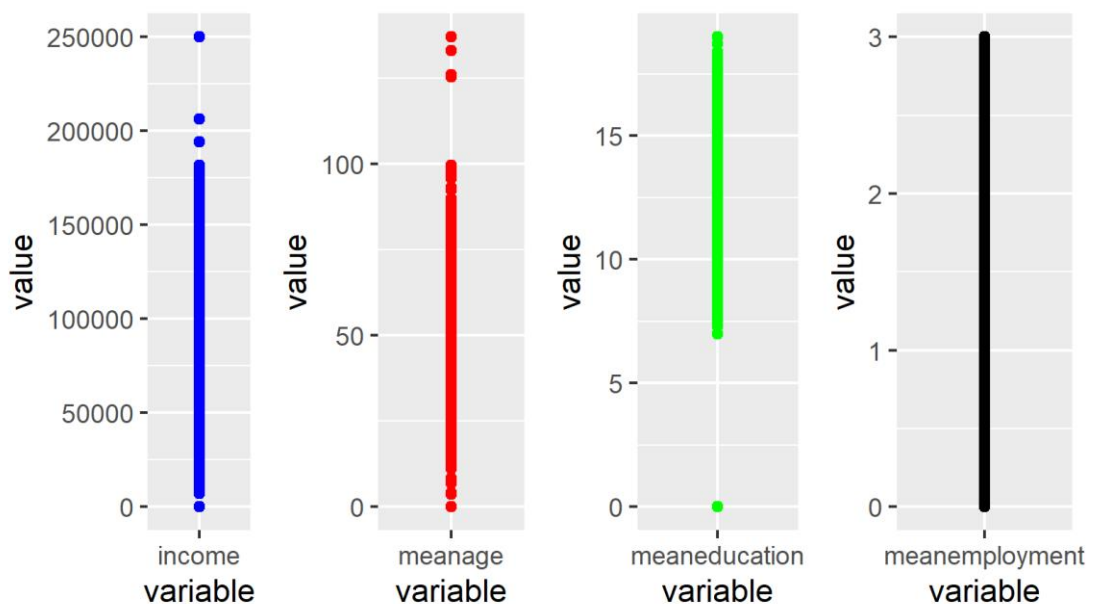 value
250000
200000
150000
100000
50000
0
income
variable
value
100
50
0
meanage
variable
value
15
10
5
0
meaneducation
variable
value
3
2
1
0
meanemployment
variable